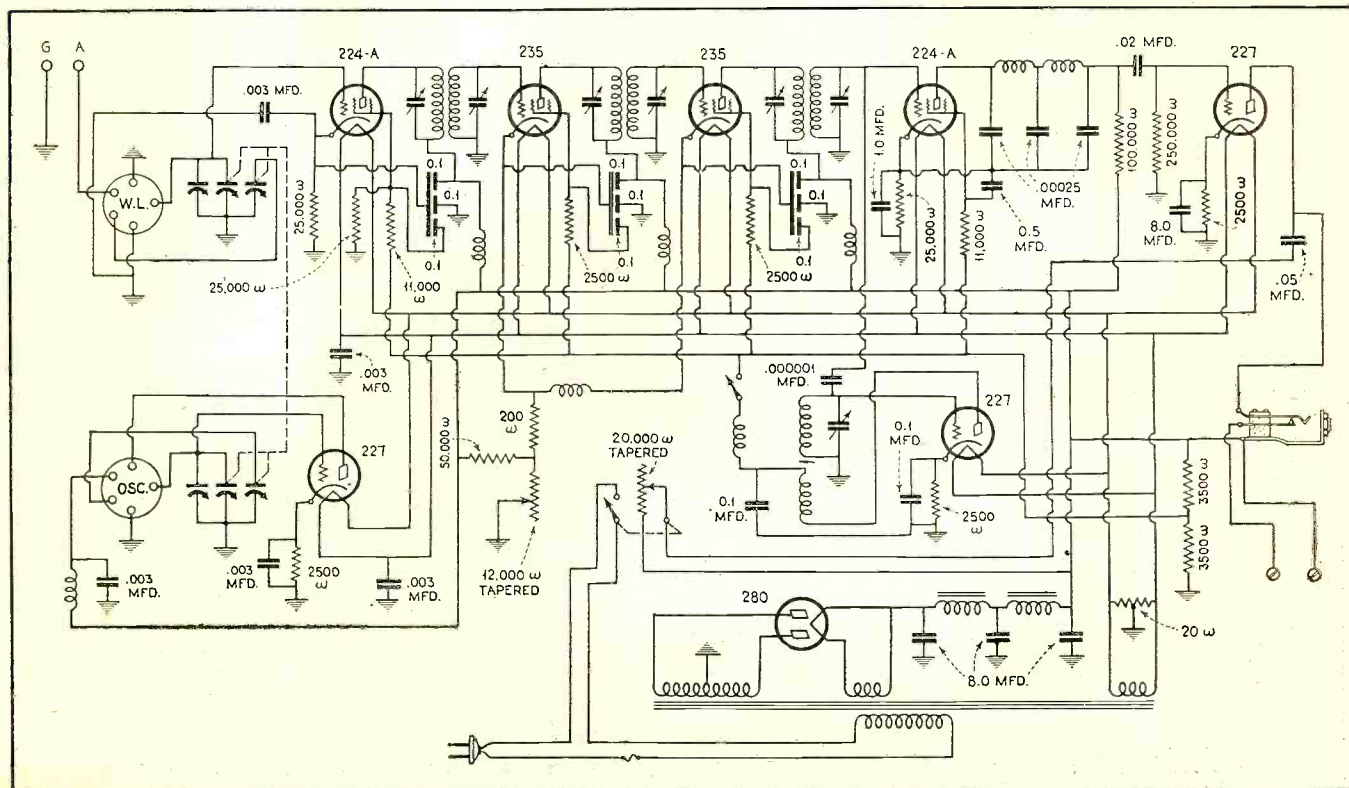 G A
224-A
235
235
224-A
.02 MFD.
227
.003 MFD.
W.L.
25,000 ω
25,000 ω
11,000 ω
0.1
0.1
0.1
0.1
0.1
0.1
2500 ω
0.1
0.1
0.1
2500 ω
1.0 MFD.
25,000 ω
11,000 ω
0.5 MFD.
.00025 MFD.
100,000 ω
250,000 ω
8.0 MFD.
2500 ω
.05 MFD.
.003 MFD.
OSC.
227
.003 MFD.
.003 MFD.
2500 ω
.003 MFD.
50,000 ω
200 ω
12,000 ω TAPERED
20,000 ω TAPERED
.000001 MFD.
227
0.1 MFD.
0.1 MFD.
2500 ω
3500 ω
3500 ω
280
8.0 MFD.
20 ω